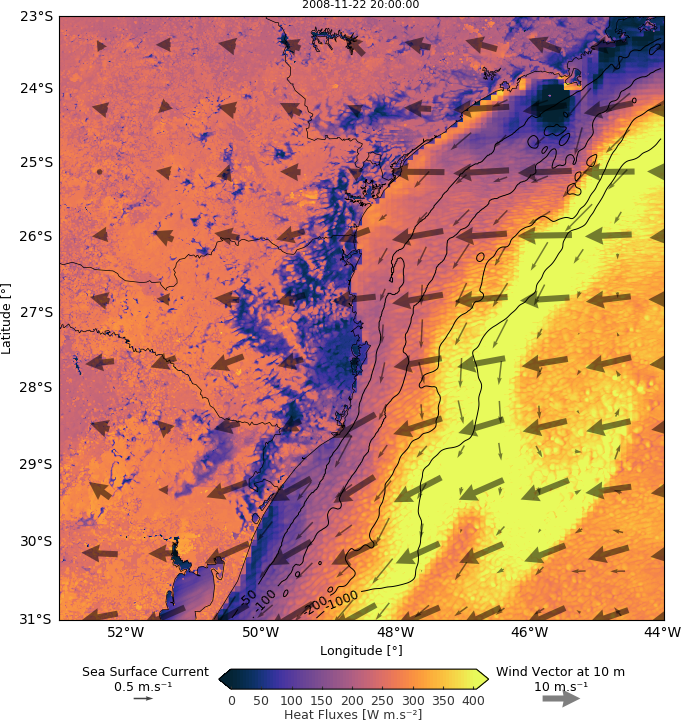 2008-11-22 20:00:00
23°S
24°S
25°S
26°S
27°S
28°S
29°S
30°S
31°S
Latitude [°]
-50
-100
-200
-1000
52°W
50°W
48°W
46°W
44°W
Longitude [°]
Sea Surface Current
0.5 m.s⁻¹
Wind Vector at 10 m
10 m.s⁻¹
0 50 100 150 200 250 300 350 400
Heat Fluxes [W m.s⁻²]